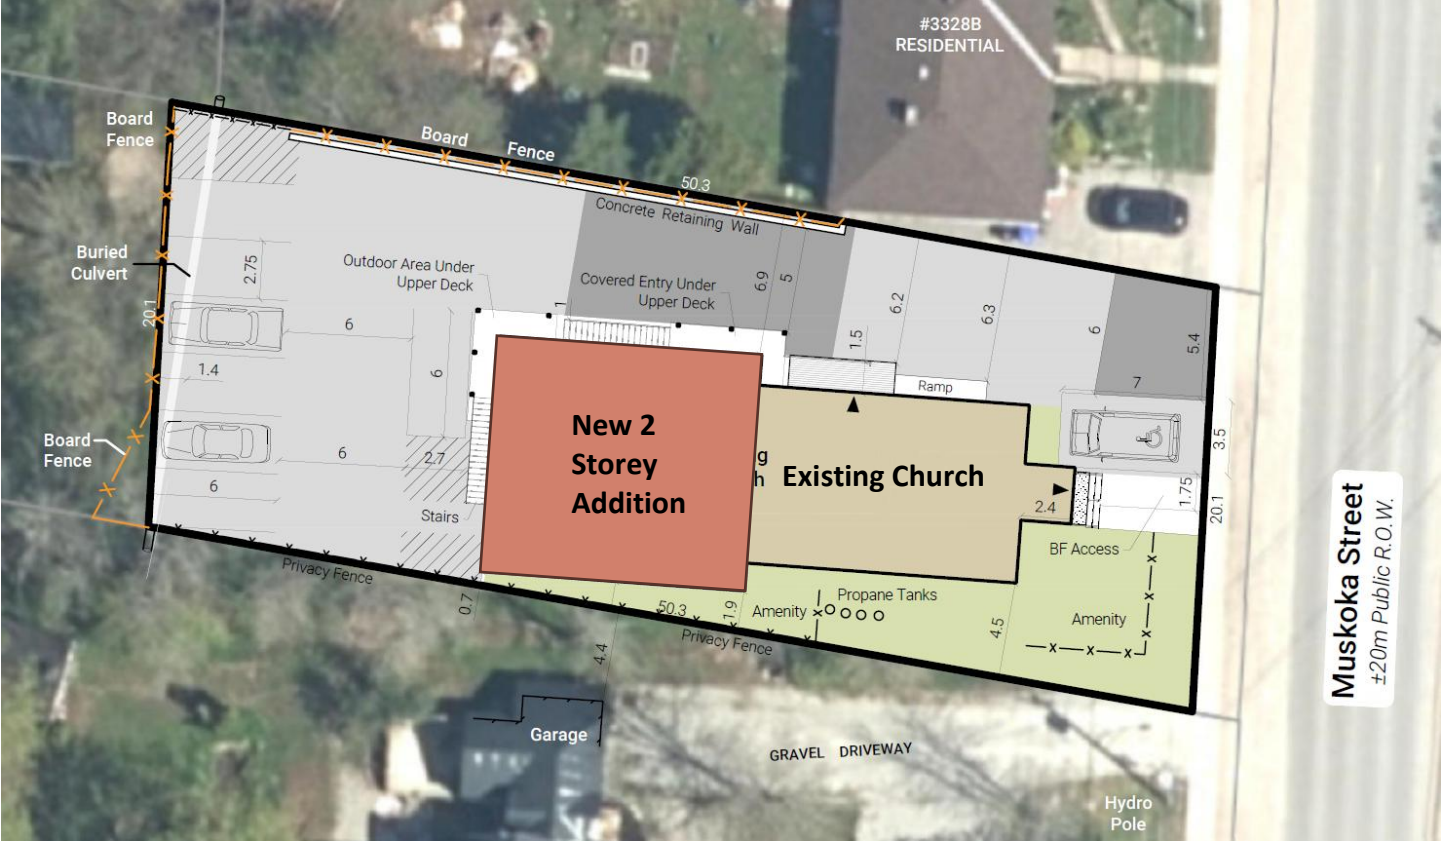 #3328B
RESIDENTIAL
Board
Fence
Board
Fence
50.3
Concrete Retaining Wall
Buried
Culvert
2.75
Outdoor Area Under
Upper Deck
Covered Entry Under
Upper Deck
6.9
5
6.2
6.3
6
5.4
1
1.5
20.1
6
1.4
6
7
Ramp
New 2
Storey
Addition
g
h
Existing Church
Board
Fence
6
2.7
6
Stairs
2.4
3.5
1.75
20.1
BF Access
Privacy Fence
0.7
50.3
1.9
Amenity
Propane Tanks
4.5
Amenity
Privacy Fence
4.4
Garage
GRAVEL DRIVEWAY
Hydro
Pole
Muskoka Street
±20m Public R.O.W.